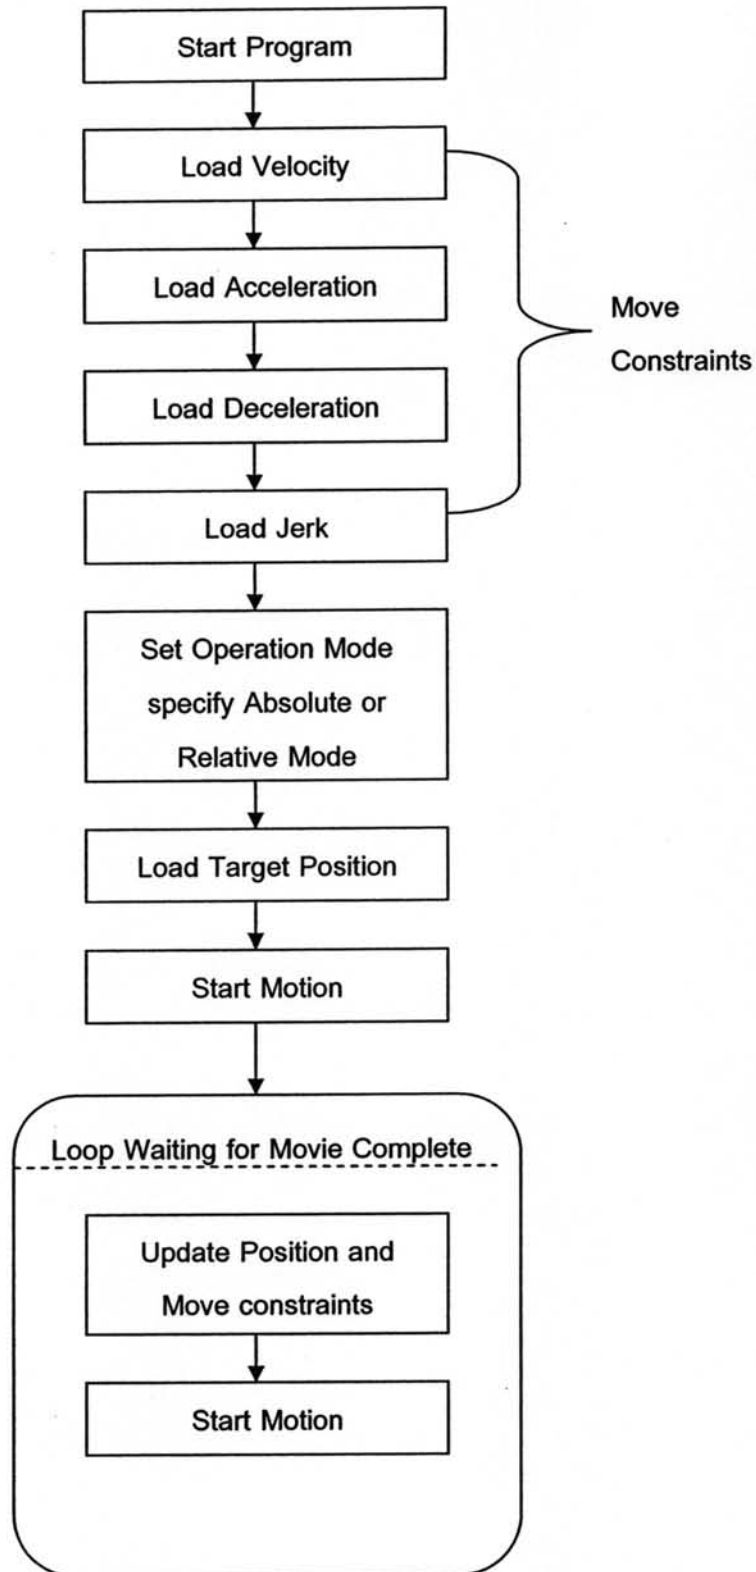 Start Program
Load Velocity
Load Acceleration
Move
Constraints
Load Deceleration
Load Jerk
Set Operation Mode
specify Absolute or
Relative Mode
Load Target Position
Start Motion
Loop Waiting for Movie Complete
Update Position and
Move constraints
Start Motion